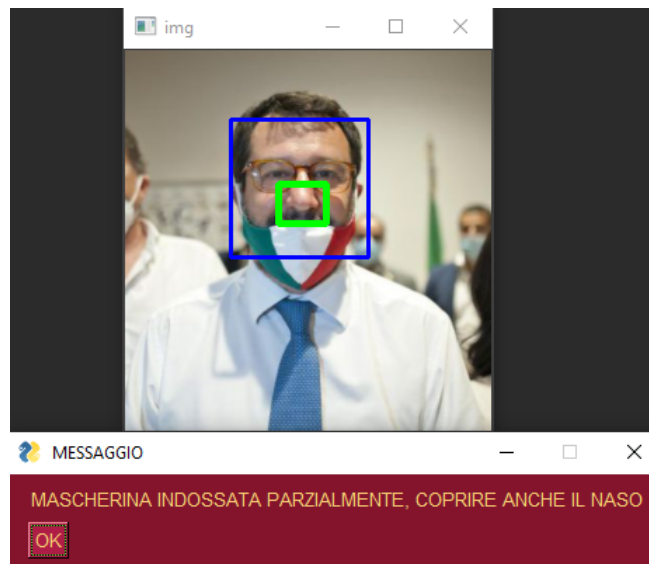 img
MESSAGGIO
MASCHERINA INDOSSATA PARZIALMENTE, COPRIRE ANCHE IL NASO
OK